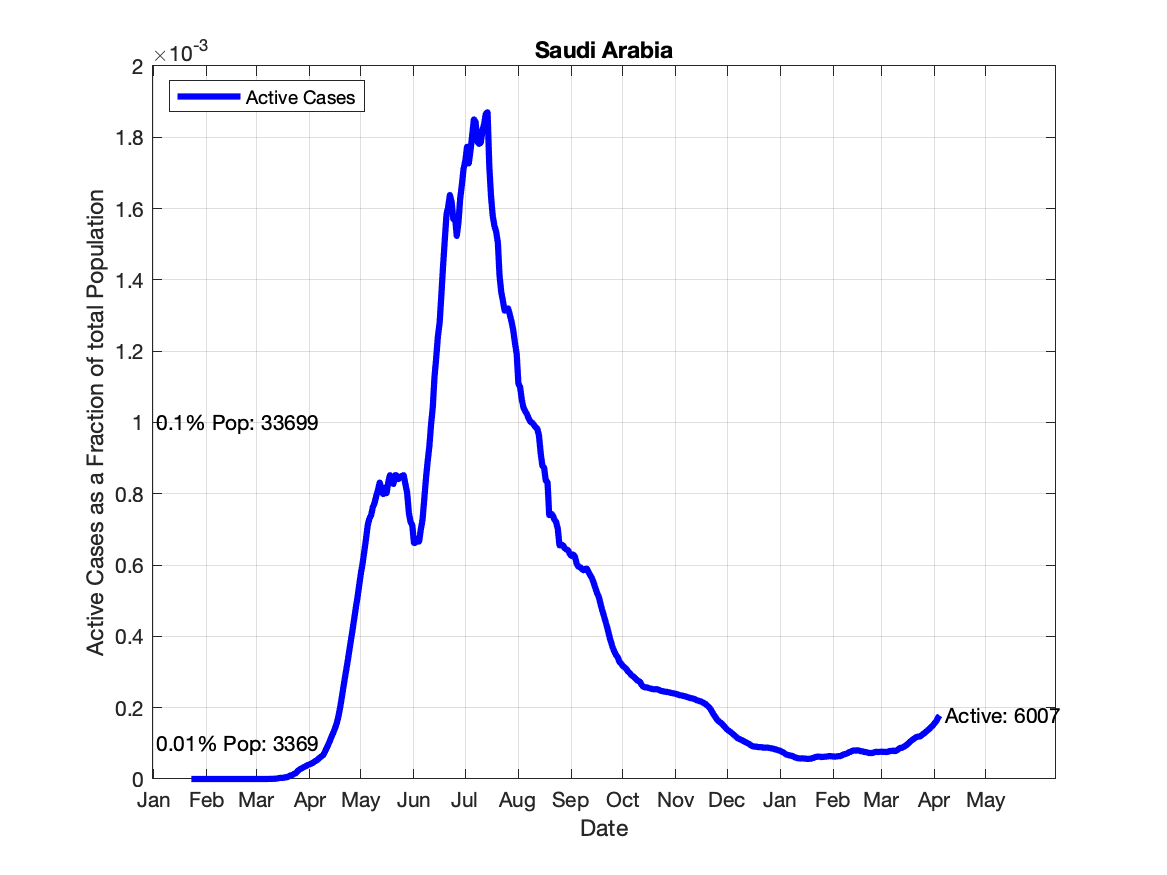 Saudi Arabia
×10-3
Active Cases
2
1.8
1.6
1.4
1.2
1
0.8
0.6
0.4
0.2
0
0.1% Pop: 33699
0.01% Pop: 3369
Active: 6007
Active Cases as a Fraction of total Population
Jan Feb Mar Apr May Jun Jul Aug Sep Oct Nov Dec Jan Feb Mar Apr May
Date